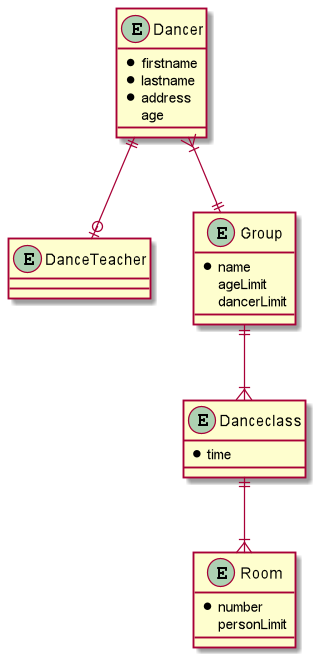 E Dancer
firstname
lastname
address
age
E DanceTeacher
E Group
name
ageLimit
dancerLimit
E Danceclass
time
E Room
number
personLimit